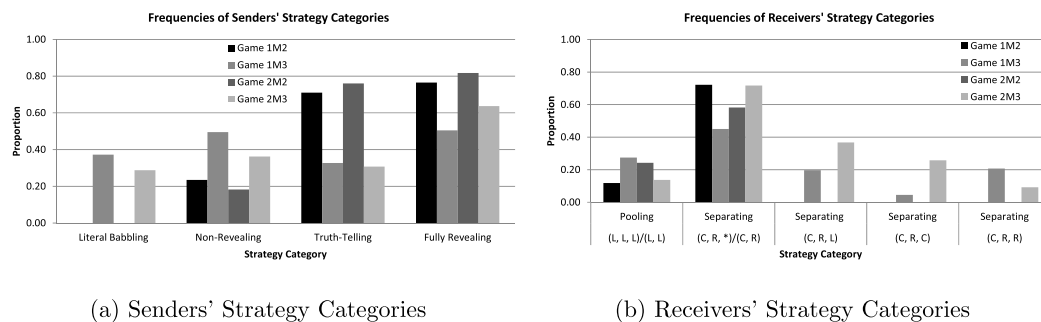 Frequencies of Senders' Strategy Categories
1.00
0.80
0.60
0.40
0.20
0.00
Proportion
Game 1M2
Game 1M3
Game 2M2
Game 2M3
Literal Babbling Non-Revealing Truth-Telling Fully Revealing
Strategy Category
(a) Senders' Strategy Categories
Frequencies of Receivers' Strategy Categories
1.00
0.80
0.60
0.40
0.20
0.00
Proportion
Game 1M2
Game 1M3
Game 2M2
Game 2M3
Pooling Separating Separating Separating Separating
(L, L, L)/(L, L) (C, R, *)/(C, R) (C, R, L) (C, R, C) (C, R, R)
Strategy Category
(b) Receivers' Strategy Categories